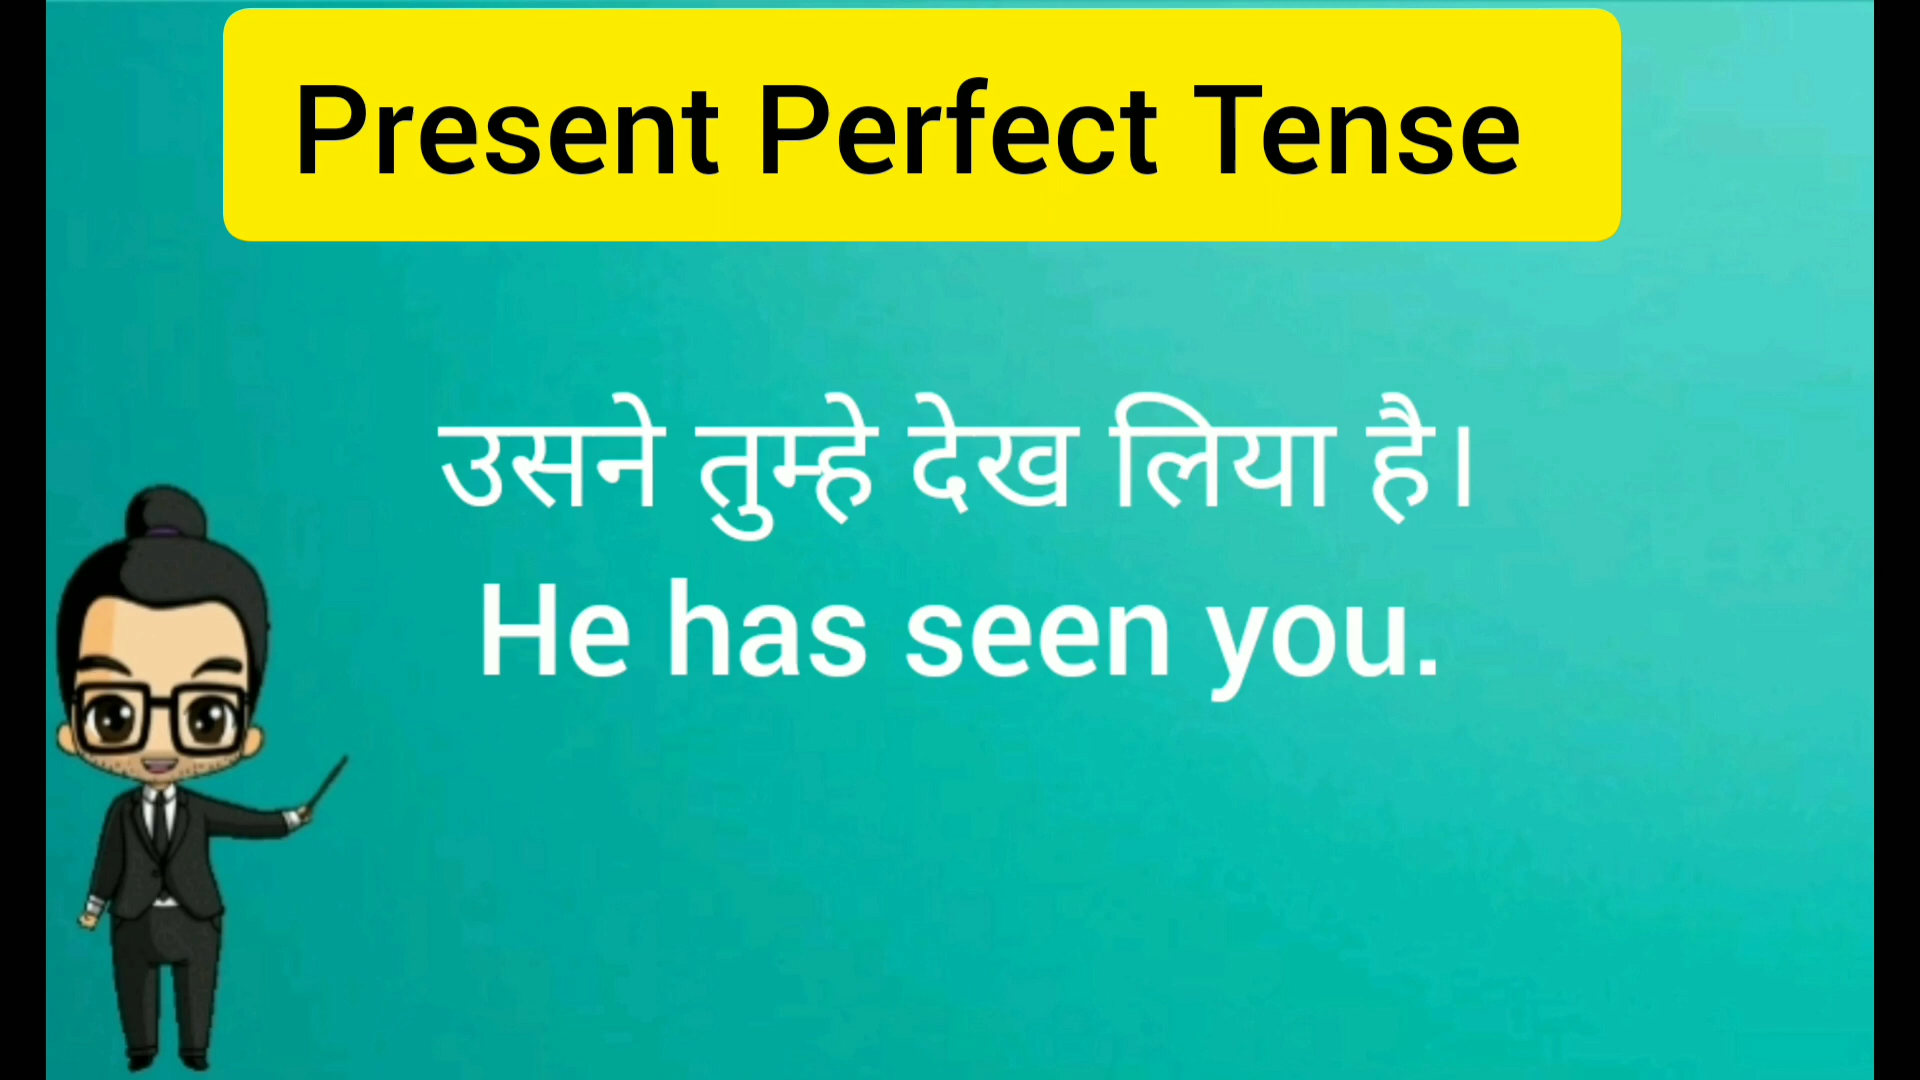 Present Perfect Tense
उसने तुम्हे देख लिया है।
He has seen you.